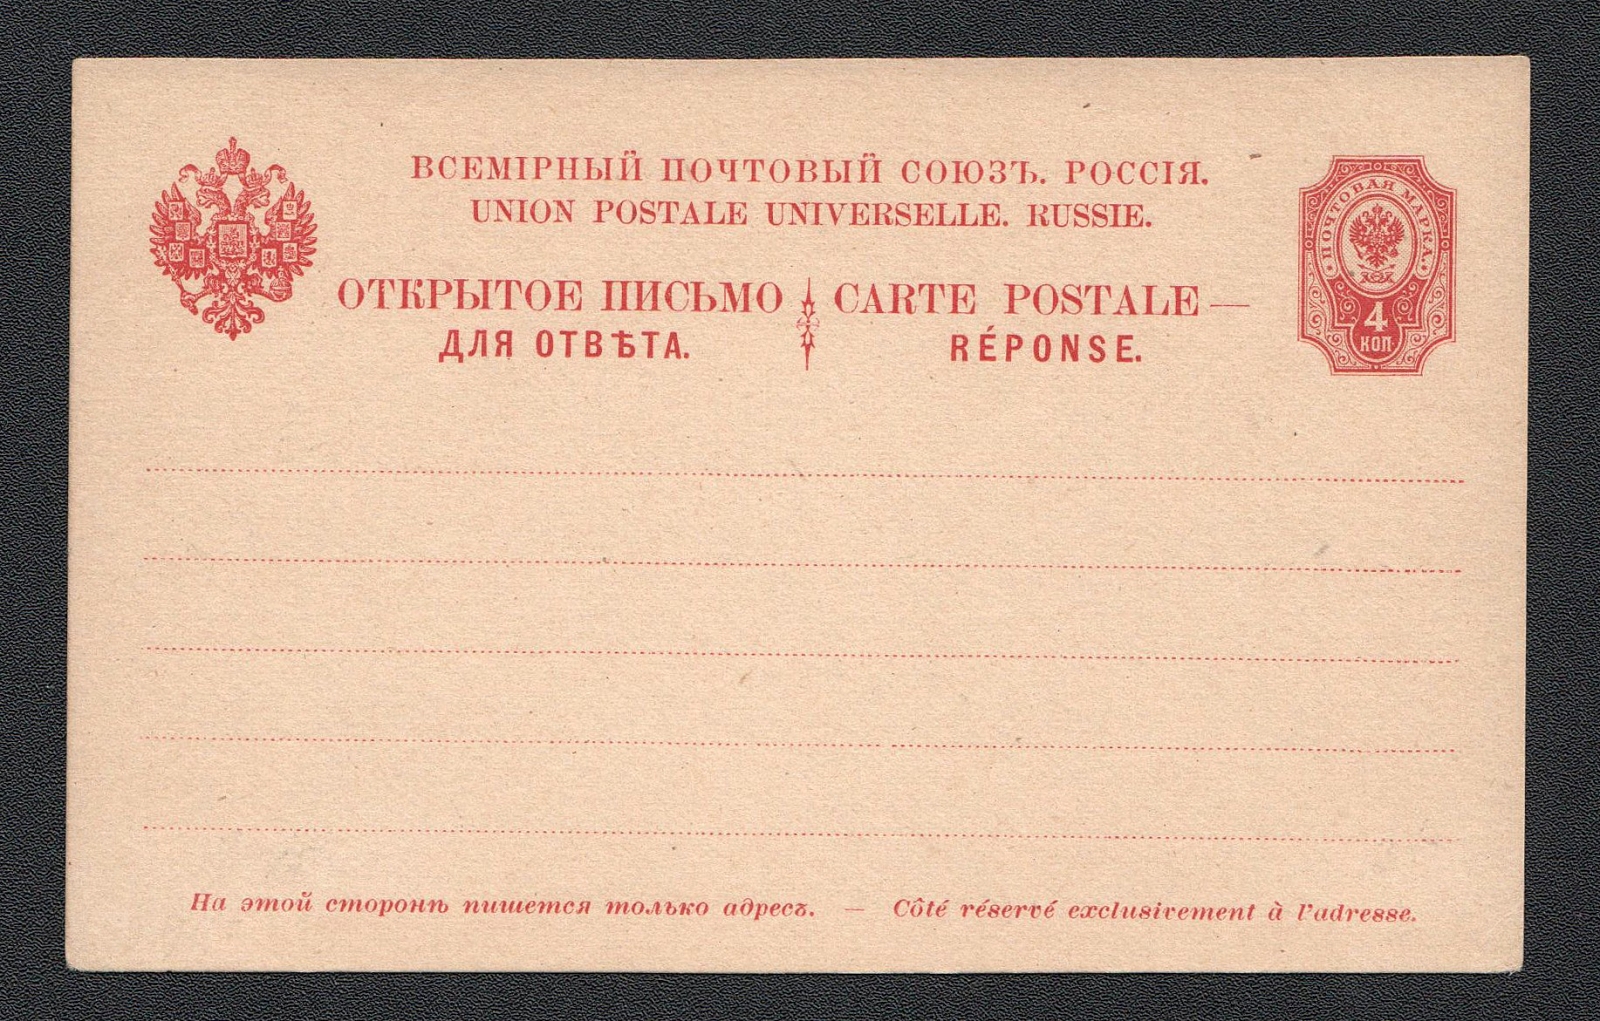 ВСЕМІРНЫЙ ПОЧТОВЫЙ СОЮЗЪ. РОССІЯ.
UNION POSTALE UNIVERSELLE. RUSSIE.
ОТКРЫТОЕ ПИСЬМО CARTE POSTALE —
ДЛЯ ОТВѢТА. RÉPONSE.
ПОЧТОВАЯ МАРКА
4
КОП.
На этой сторонѣ пишется только адресъ. — Côté réservé exclusivement à l'adresse.